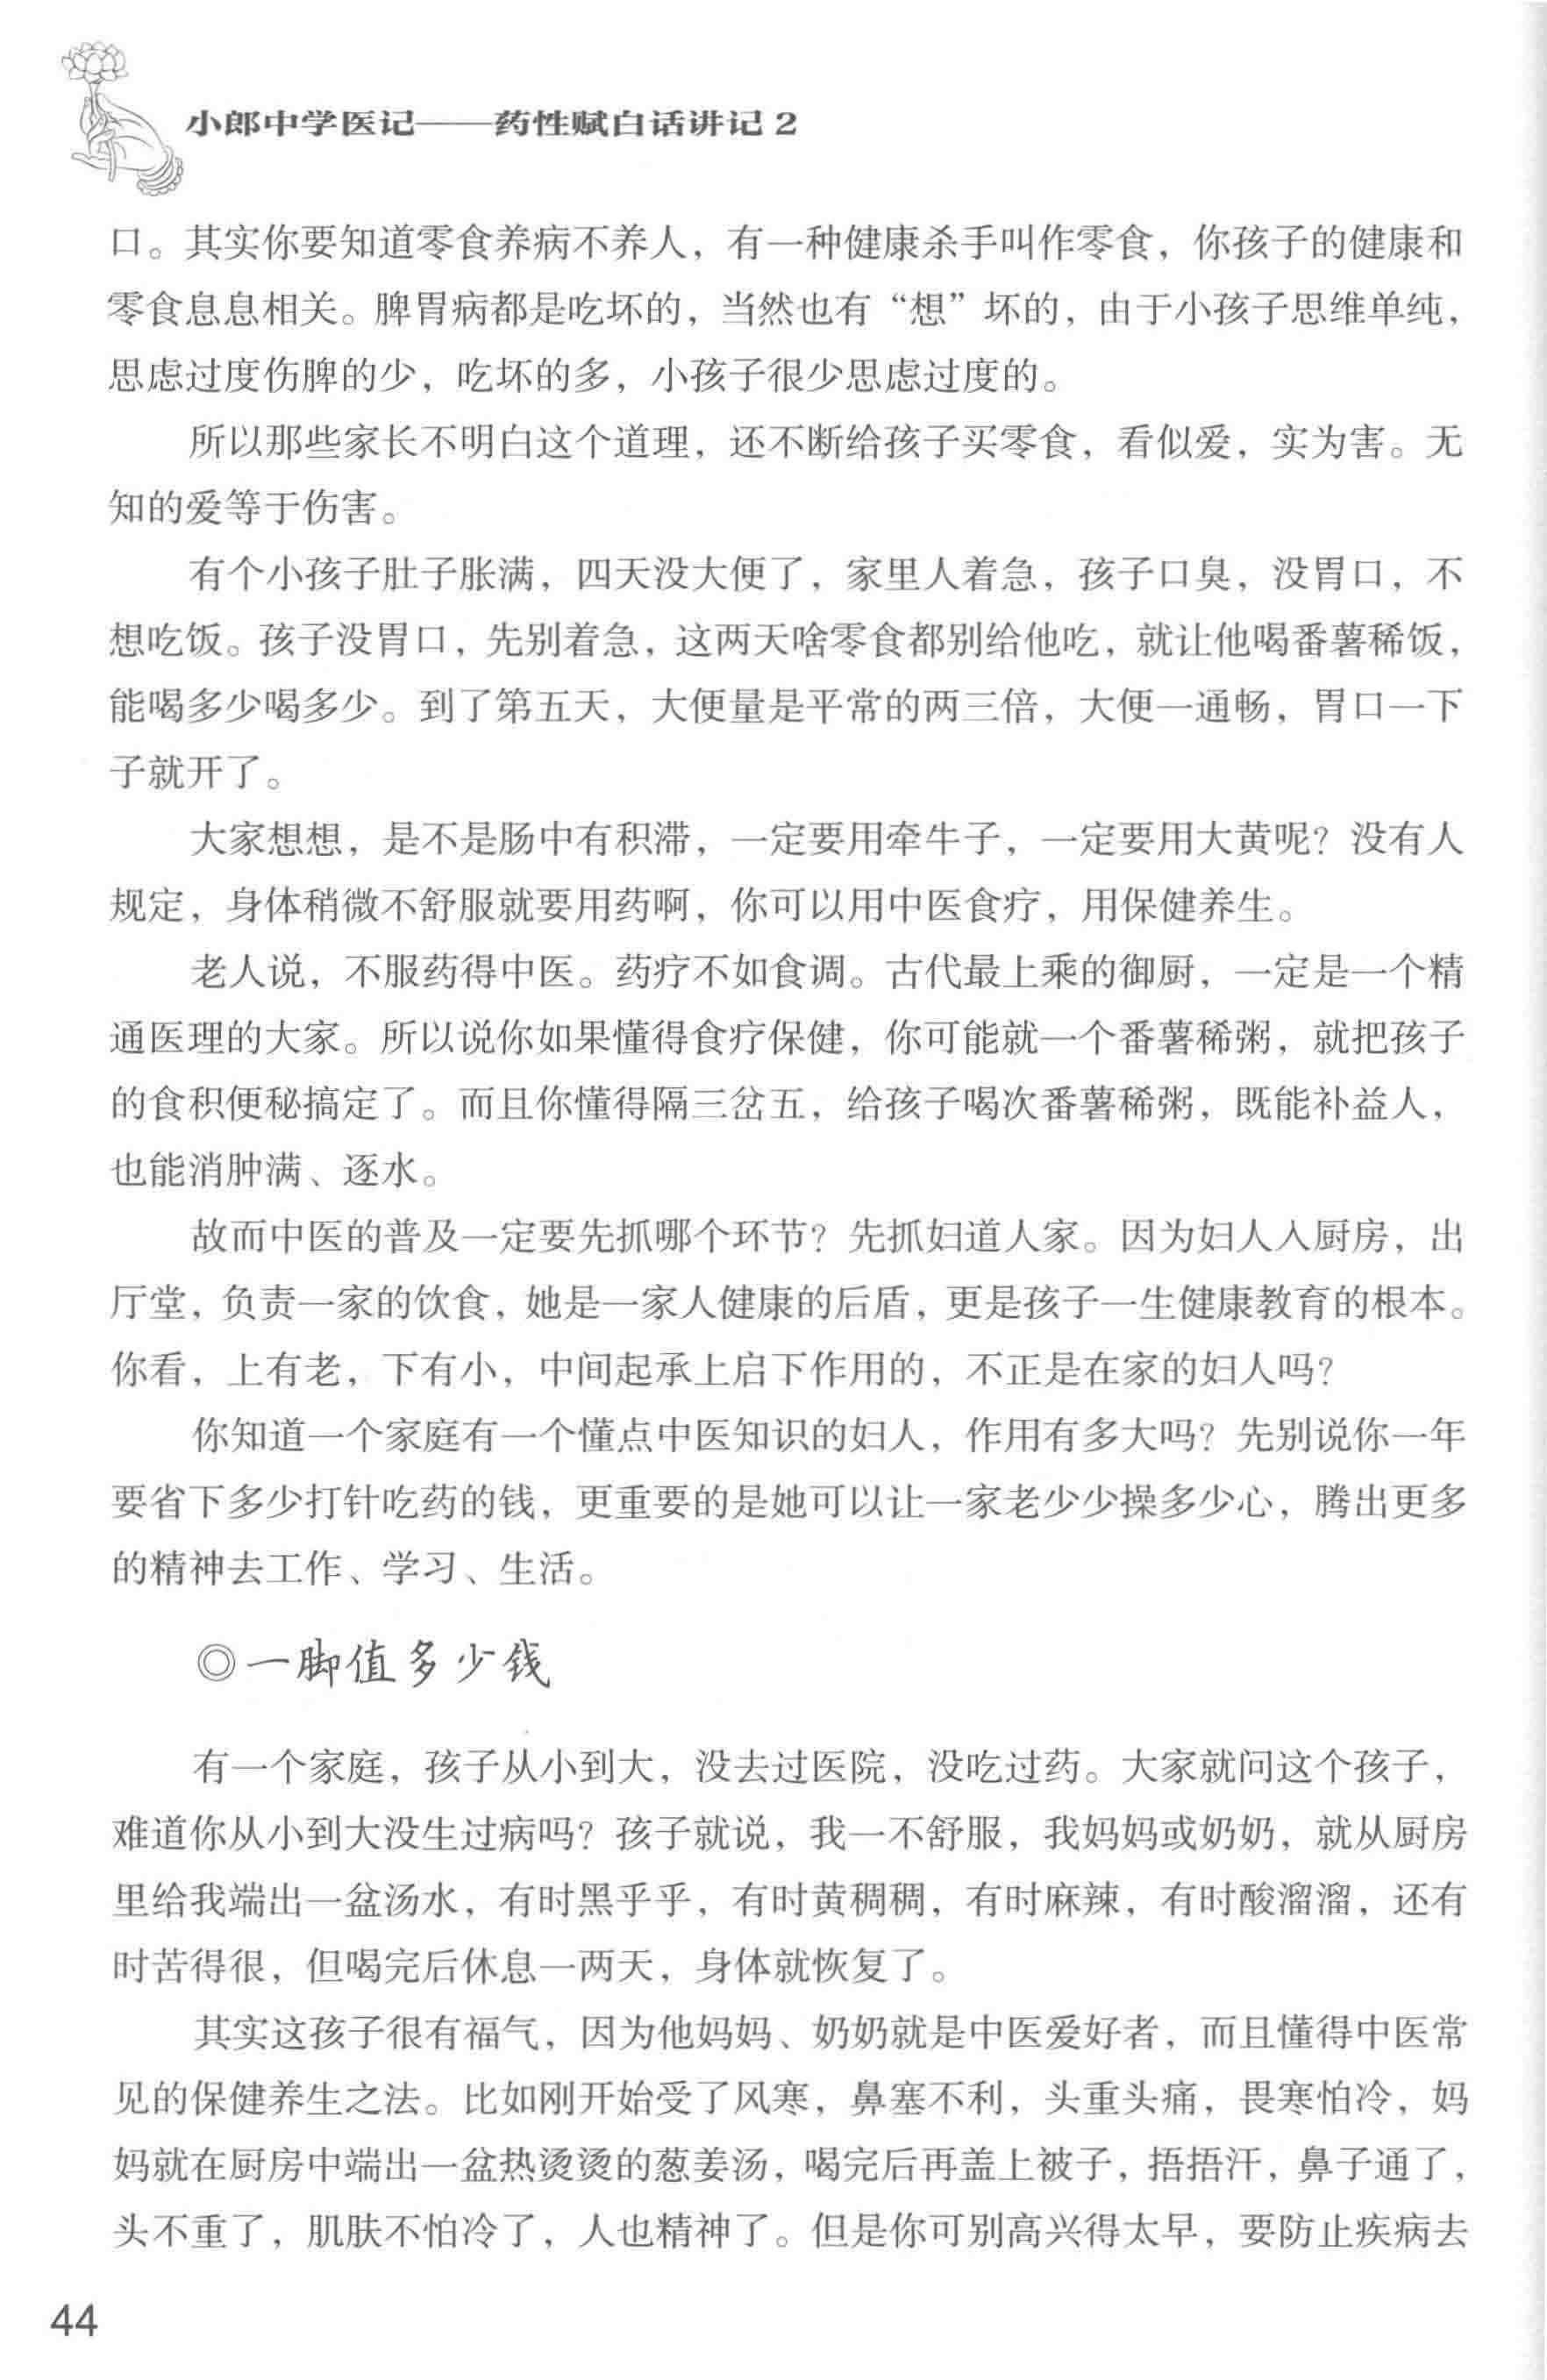 小郎中学医记——药性赋白话讲记2
口。其实你要知道零食养病不养人，有一种健康杀手叫作零食，你孩子的健康和
零食息息相关。脾胃病都是吃坏的，当然也有“想”坏的，由于小孩子思维单纯，
思虑过度伤脾的少，吃坏的多，小孩子很少思虑过度的。
所以那些家长不明白这个道理，还不断给孩子买零食，看似爱，实为害。无
知的爱等于伤害。
有个小孩子肚子胀满，四天没大便了，家里人着急，孩子口臭，没胃口，不
想吃饭。孩子没胃口，先别着急，这两天啥零食都别给他吃，就让他喝番薯稀饭，
能喝多少喝多少。到了第五天，大便量是平常的两三倍，大便一通畅，胃口一下
子就开了。
大家想想，是不是肠中有积滞，一定要用牵牛子，一定要用大黄呢？没有人
规定，身体稍微不舒服就要用药啊，你可以用中医食疗，用保健养生。
老人说，不服药得中医。药疗不如食调。古代最上乘的御厨，一定是一个精
通医理的大家。所以说你如果懂得食疗保健，你可能就一个番薯稀粥，就把孩子
的食积便秘搞定了。而且你懂得隔三岔五，给孩子喝次番薯稀粥，既能补益人，
也能消肿满、逐水。
故而中医的普及一定要先抓哪个环节？先抓妇道人家。因为妇人入厨房，出
厅堂，负责一家的饮食，她是一家人健康的后盾，更是孩子一生健康教育的根本。
你看，上有老，下有小，中间起承上启下作用的，不正是在家的妇人吗？
你知道一个家庭有一个懂点中医知识的妇人，作用有多大吗？先别说你一年
要省下多少打针吃药的钱，更重要的是她可以让一家老少少操多少心，腾出更多
的精神去工作、学习、生活。
◎一脚值多少钱
有一个家庭，孩子从小到大，没去过医院，没吃过药。大家就问这个孩子，
难道你从小到大没生过病吗？孩子就说，我一不舒服，我妈妈或奶奶，就从厨房
里给我端出一盆汤水，有时黑乎乎，有时黄稠稠，有时麻辣，有时酸溜溜，还有
时苦得很，但喝完后休息一两天，身体就恢复了。
其实这孩子很有福气，因为他妈妈、奶奶就是中医爱好者，而且懂得中医常
见的保健养生之法。比如刚开始受了风寒，鼻塞不利，头重头痛，畏寒怕冷，妈
妈就在厨房中端出一盆热烫烫的葱姜汤，喝完后再盖上被子，捂捂汗，鼻子通了，
头不重了，肌肤不怕冷了，人也精神了。但是你可别高兴得太早，要防止疾病去
44